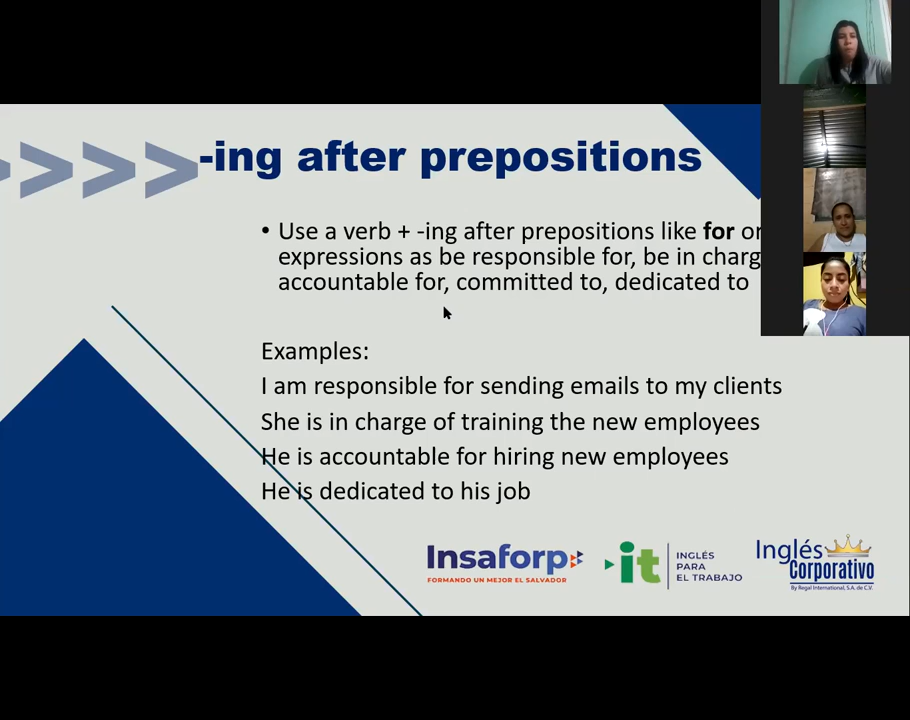 -ing after prepositions
• Use a verb + -ing after prepositions like for or
expressions as be responsible for, be in charg
accountable for, committed to, dedicated to
Examples:
I am responsible for sending emails to my clients
She is in charge of training the new employees
He is accountable for hiring new employees
He is dedicated to his job
Insaforp
FORMANDO UN MEJOR EL SALVADOR
it
INGLÉS
PARA
EL TRABAJO
Inglés
Corporativo
By Regal International, S.A. de C.V.